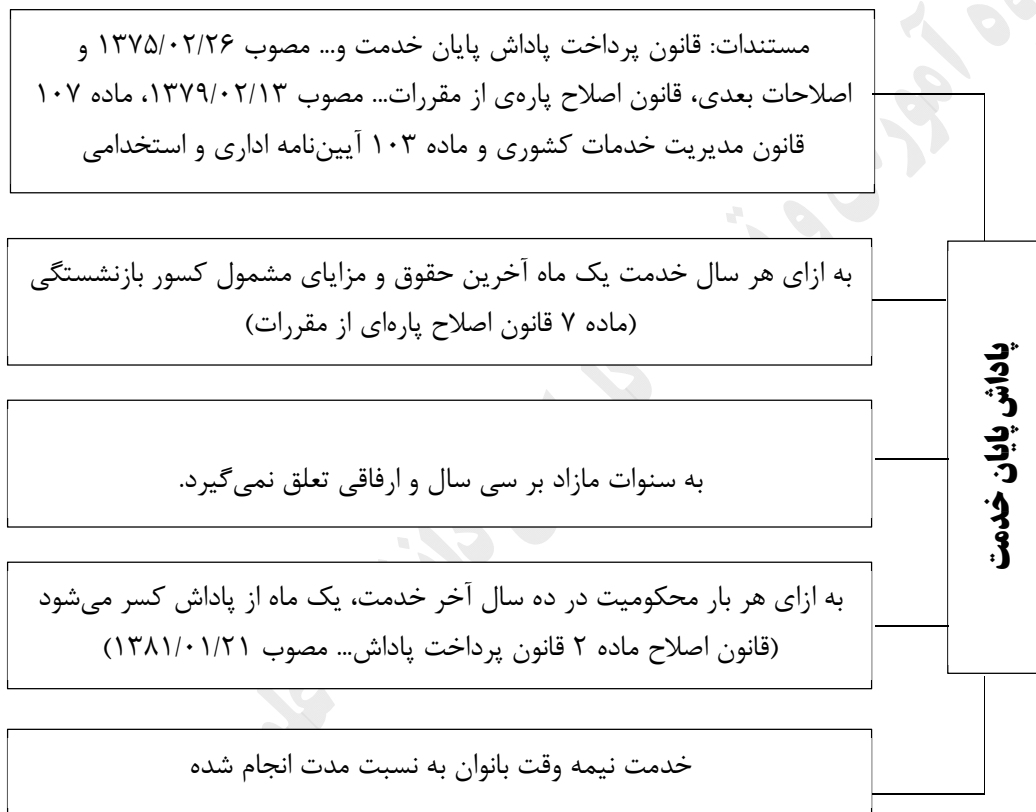 مستندات: قانون پرداخت پاداش پایان خدمت و... مصوب ۱۳۷۵/۰۲/۲۶ و
اصلاحات بعدی، قانون اصلاح پاره‌ی از مقررات... مصوب ۱۳۷۹/۰۲/۱۳، ماده ۱۰۷
قانون مدیریت خدمات کشوری و ماده ۱۰۳ آیین‌نامه اداری و استخدامی
پاداش پایان خدمت
به ازای هر سال خدمت یک ماه آخرین حقوق و مزایای مشمول کسور بازنشستگی
(ماده ۷ قانون اصلاح پاره‌ای از مقررات)
به سنوات مازاد بر سی سال و ارفاقی تعلق نمی‌گیرد.
به ازای هر بار محکومیت در ده سال آخر خدمت، یک ماه از پاداش کسر می‌شود
(قانون اصلاح ماده ۲ قانون پرداخت پاداش... مصوب ۱۳۸۱/۰۱/۲۱)
خدمت نیمه وقت بانوان به نسبت مدت انجام شده